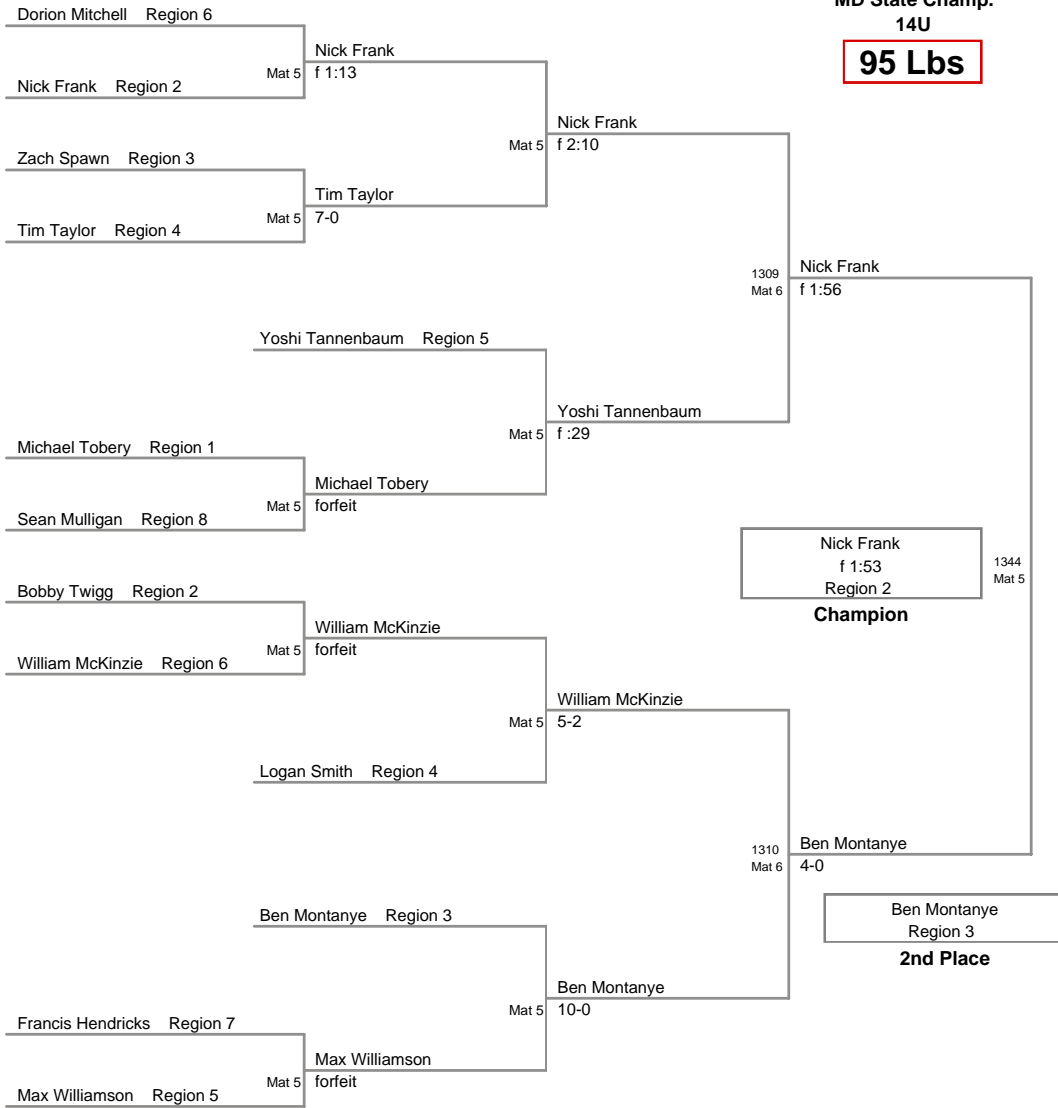 MD State Champ.
14U
95 Lbs
Dorion Mitchell Region 6
Nick Frank
Mat 5 f 1:13
Nick Frank Region 2
Nick Frank
Mat 5 f 2:10
Zach Spawn Region 3
Tim Taylor
Mat 5 7-0
Tim Taylor Region 4
1309 Nick Frank
Mat 6 f 1:56
Yoshi Tannenbaum Region 5
Yoshi Tannenbaum
Mat 5 f :29
Michael Tobery Region 1
Michael Tobery
Mat 5 forfeit
Sean Mulligan Region 8
Nick Frank
f 1:53
Region 2
Champion
1344
Mat 5
Bobby Twigg Region 2
William McKinzie
Mat 5 forfeit
William McKinzie Region 6
William McKinzie
Mat 5 5-2
Logan Smith Region 4
1310 Ben Montanye
Mat 6 4-0
Ben Montanye
Region 3
2nd Place
Ben Montanye Region 3
Ben Montanye
Mat 5 10-0
Francis Hendricks Region 7
Max Williamson
Mat 5 forfeit
Max Williamson Region 5